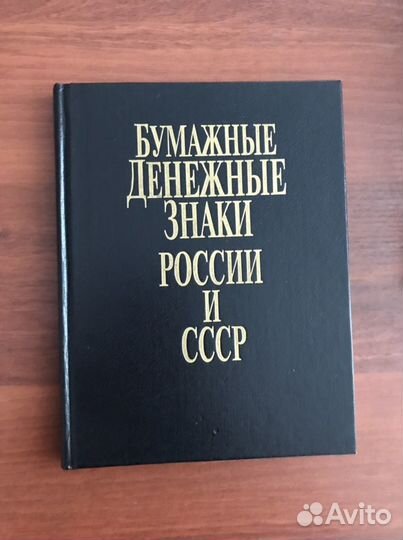 БУМАЖНЫЕ
ДЕНЕЖНЫЕ
ЗНАКИ
РОССИИ
И
СССР
Avito